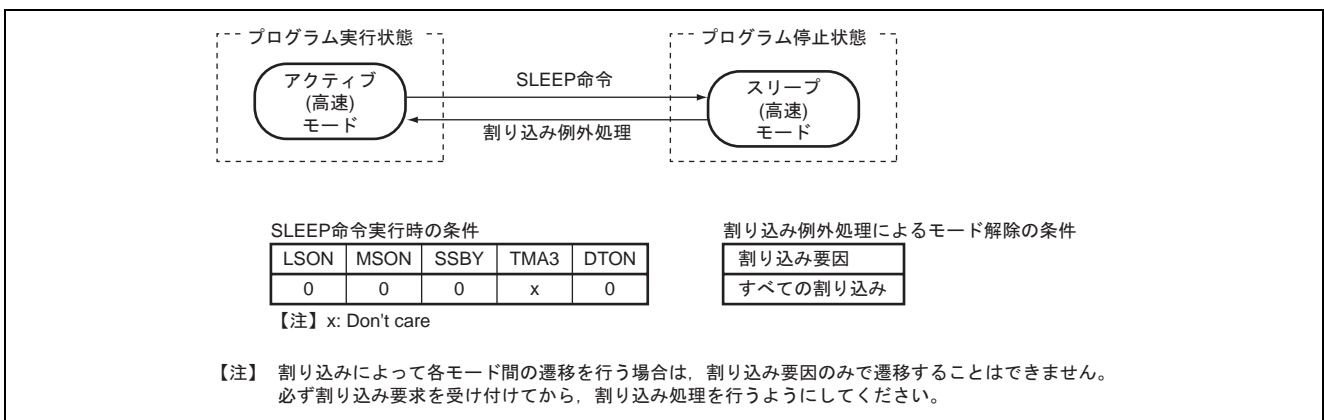 プログラム実行状態
プログラム停止状態
アクティブ
(高速)
モード
SLEEP命令
割り込み例外処理
スリープ
(高速)
モード
SLEEP命令実行時の条件
LSON MSON SSBY TMA3 DTON
0 0 0 x 0
【注】x: Don't care
割り込み例外処理によるモード解除の条件
割り込み要因
すべての割り込み
【注】 割り込みによって各モード間の遷移を行う場合は，割り込み要因のみで遷移することはできません。
必ず割り込み要求を受け付けてから，割り込み処理を行うようにしてください。